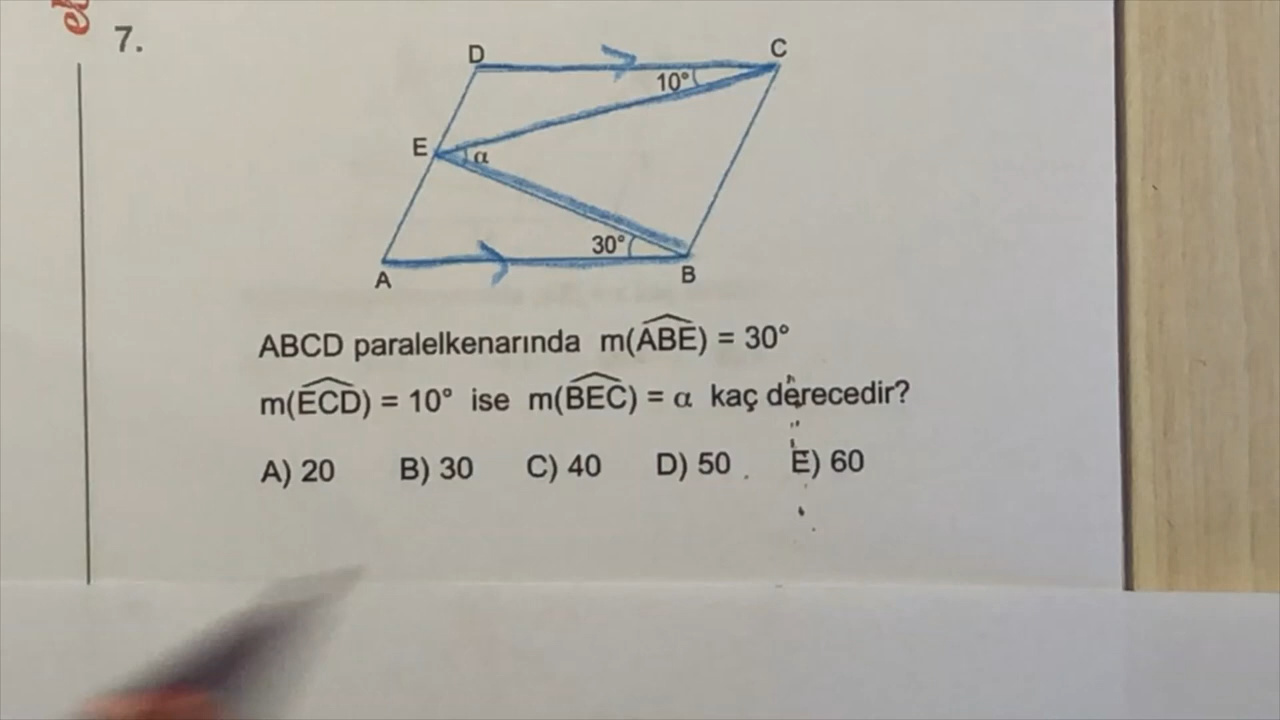 7.
D
C
10°
E
α
30°
A
B
ABCD paralelkenarında m(ABE) = 30°
m(ECD) = 10° ise m(BEC) = α kaç derecedir?
A) 20 B) 30 C) 40 D) 50 E) 60